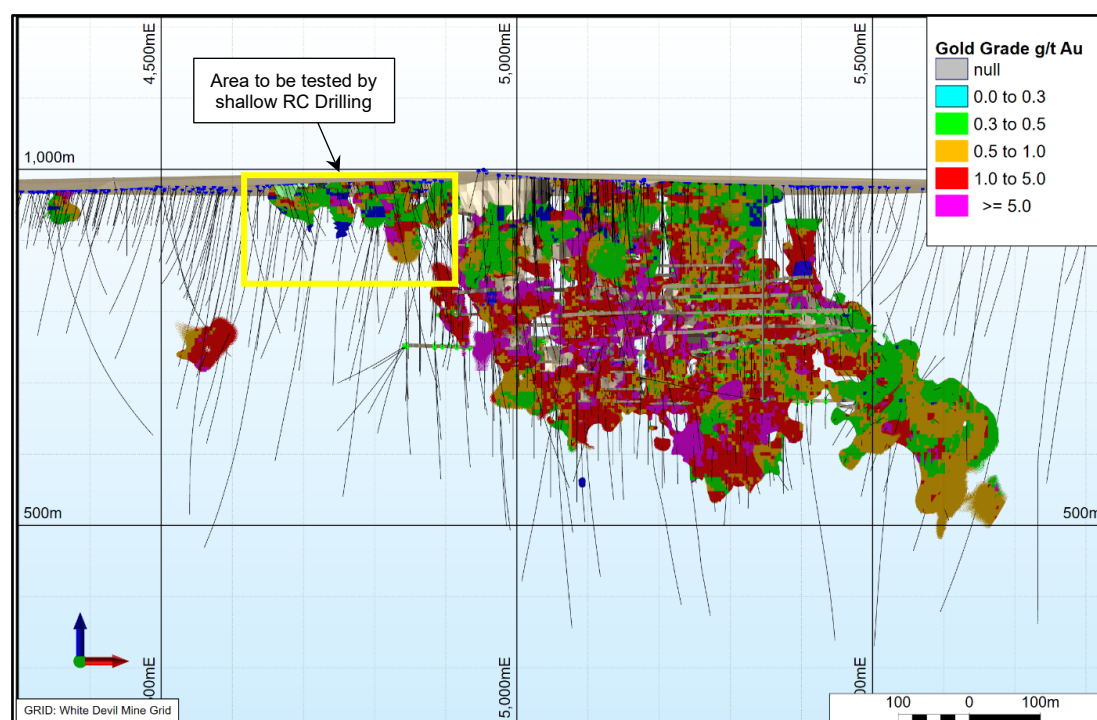 4,500mE
5,000mE
5,500mE
Area to be tested by
shallow RC Drilling
Gold Grade g/t Au
null
0.0 to 0.3
0.3 to 0.5
0.5 to 1.0
1.0 to 5.0
>= 5.0
1,000m
500m
500m
5,000mE
GRID: White Devil Mine Grid
100 0 100m